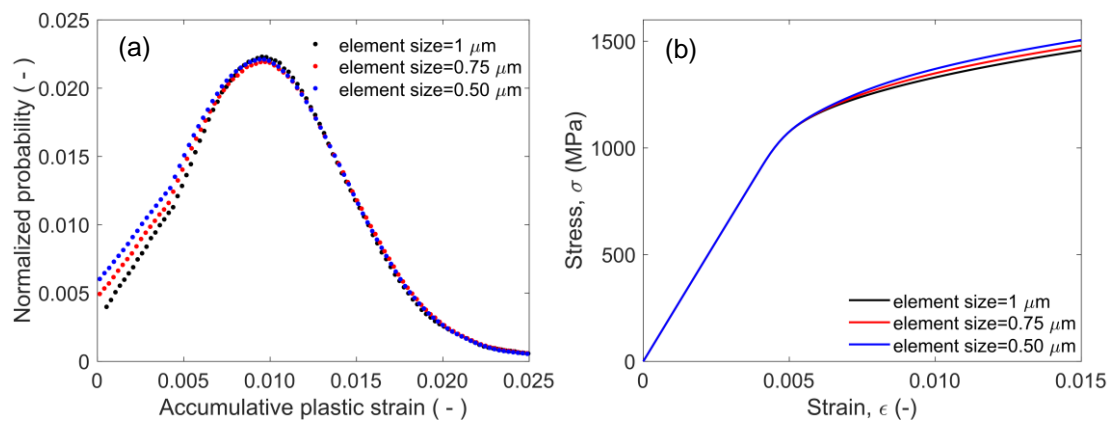 (a)
element size=1 μm
element size=0.75 μm
element size=0.50 μm
Normalized probability ( - )
0.025
0.020
0.015
0.010
0.005
0
0 0.005 0.010 0.015 0.020 0.025
Accumulative plastic strain ( - )
(b)
Stress, σ (MPa)
1500
1000
500
0
element size=1 μm
element size=0.75 μm
element size=0.50 μm
0 0.005 0.010 0.015
Strain, ϵ (-)